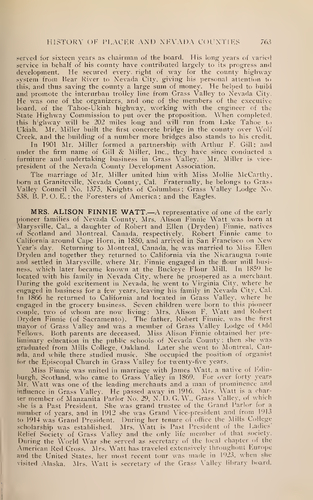 HISTORY OF PLACER AND NEVADA COUNTIES 763
served for sixteen years as chairman of the board. His long years of varied
service in behalf of his county have contributed largely to its progress and
development. He secured every right of way for the county highway
system from Bear River to Nevada City, giving his personal attention to
this, and thus saving the county a large sum of money. He helped to build
and promote the interurban trolley line from Grass Valley to Nevada City.
He was one of the organizers, and one of the members of the executive
board, of the Tahoe-Ukiah highway, working with the engineer of the
State Highway Commission to put over the proposition. When completed,
this highway will be 202 miles long and will run from Lake Tahoe to
Ukiah. Mr. Miller built the first concrete bridge in the county over Wolf
Creek, and the building of a number more bridges also stands to his credit.
In 1901 Mr. Miller formed a partnership with Arthur F. Gill; and
under the firm name of Gill & Miller, Inc., they have since conducted a
furniture and undertaking business in Grass Valley. Mr. Miller is vice-
president of the Nevada County Development Association.
The marriage of Mr. Miller united him with Miss Mollie McCarthy,
born at Graniteville, Nevada County, Cal. Fraternally, he belongs to Grass
Valley Council No. 1375, Knights of Columbus; Grass Valley Lodge No.
538, B. P. O. E.; the Foresters of America; and the Eagles.
MRS. ALISON FINNIE WATT.—A representative of one of the early
pioneer families of Nevada County, Mrs. Alison Finnie Watt was born at
Marysville, Cal., a daughter of Robert and Ellen (Dryden) Finnie, natives
of Scotland and Montreal, Canada, respectively. Robert Finnie came to
California around Cape Horn, in 1850, and arrived in San Francisco on New
Year's day. Returning to Montreal, Canada, he was married to Miss Ellen
Dryden and together they returned to California via the Nicaragua route
and settled in Marysville, where Mr. Finnie engaged in the flour mill busi-
ness, which later became known as the Buckeye Flour Mill. In 1859 he
located with his family in Nevada City, where he prospered as a merchant.
During the gold excitement in Nevada, he went to Virginia City, where he
engaged in business for a few years, leaving his family in Nevada City, Cal.
In 1866 he returned to California and located in Grass Valley, where he
engaged in the grocery business. Seven children were born to this pioneer
couple, two of whom are now living: Mrs. Alison F. Watt and Robert
Dryden Finnie (of Sacramento). The father, Robert Finnie, was the first
mayor of Grass Valley and was a member of Grass Valley Lodge of Odd
Fellows. Both parents are deceased. Miss Alison Finnie obtained her pre-
liminary education in the public schools of Nevada County; then she was
graduated from Mills College, Oakland. Later she went to Montreal, Can-
ada, and while there studied music. She occupied the position of organist
for the Episcopal Church in Grass Valley for twenty-five years.
Miss Finnie was united in marriage with James Watt, a native of Edin-
burgh, Scotland, who came to Grass Valley in 1869. For over forty years
Mr. Watt was one of the leading merchants and a man of prominence and
influence in Grass Valley. He passed away in 1906. Mrs. Watt is a char-
ter member of Manzanita Parlor No. 29, N. D. G. W., Grass Valley, of which
she is a Past President. She was grand trustee of the Grand Parlor for a
number of years, and in 1912 she was Grand Vice-president and from 1913
to 1914 was Grand President. During her tenure of office the Mills College
scholarship was established. Mrs. Watt is Past President of the Ladies'
Relief Society of Grass Valley and the only life member of that society.
During the World War she served as secretary of the local chapter of the
American Red Cross. Mrs. Watt has traveled extensively throughout Europe
and the United States, her most recent tour was made in 1923, when she
visited Alaska. Mrs. Watt is secretary of the Grass Valley library board.